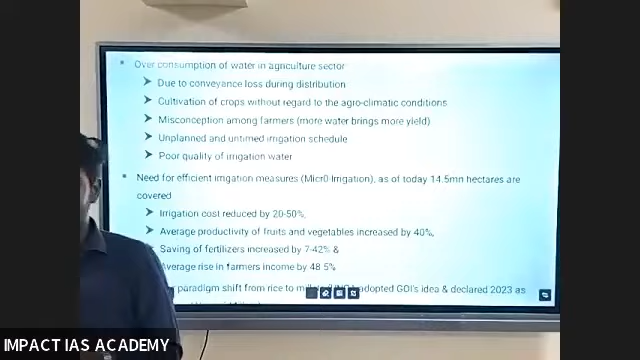 Over consumption of water in agriculture sector
Due to conveyance loss during distribution
Cultivation of crops without regard to the agro-climatic conditions
Misconception among farmers (more water brings more yield)
Unplanned and untimed irrigation schedule
Poor quality of irrigation water
Need for efficient irrigation measures (Micr0-Irrigation), as of today 14.5mn hectares are
covered
Irrigation cost reduced by 20-50%,
Average productivity of fruits and vegetables increased by 40%,
Saving of fertilizers increased by 7-42% &
Average rise in farmers income by 48.5%
paradigm shift from rice to adopted GOI's idea & declared 2023 as
IMPACT IAS ACADEMY